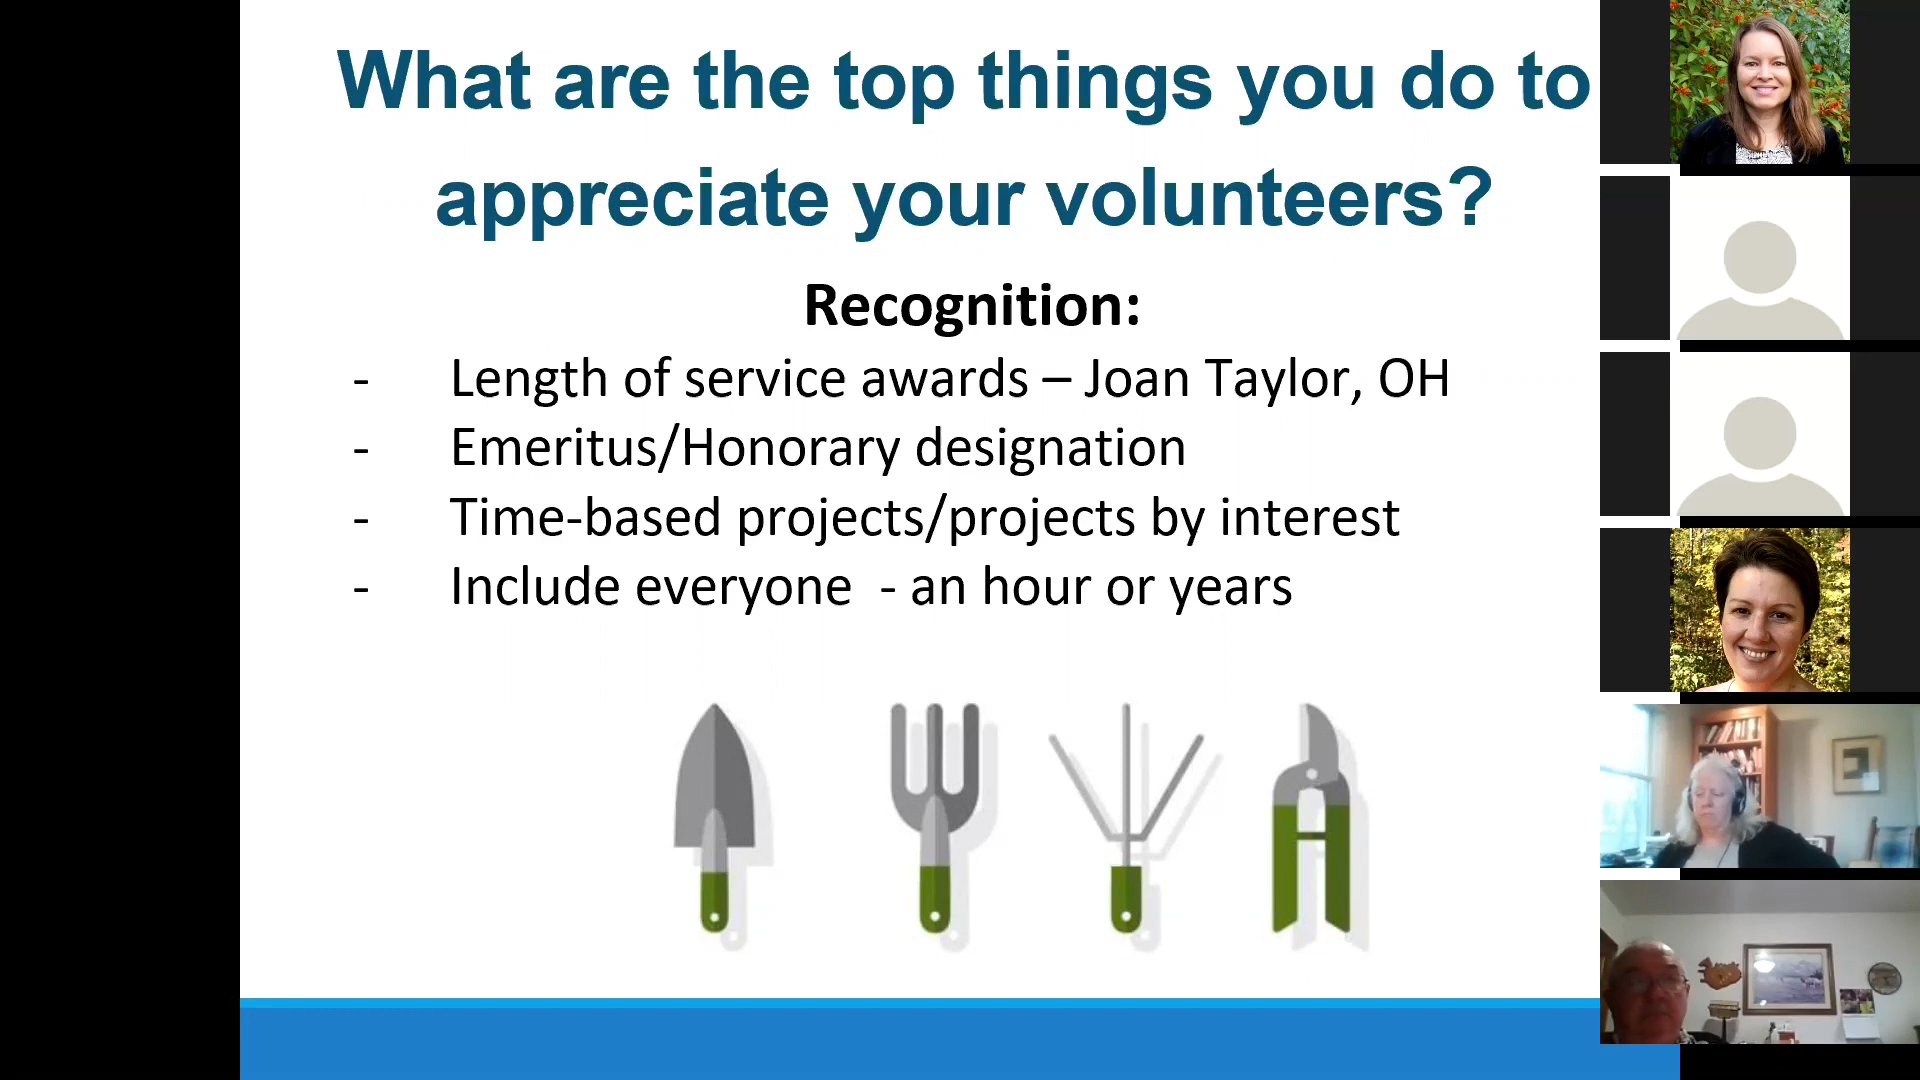 What are the top things you do to
appreciate your volunteers?
Recognition:
- Length of service awards – Joan Taylor, OH
- Emeritus/Honorary designation
- Time-based projects/projects by interest
- Include everyone - an hour or years